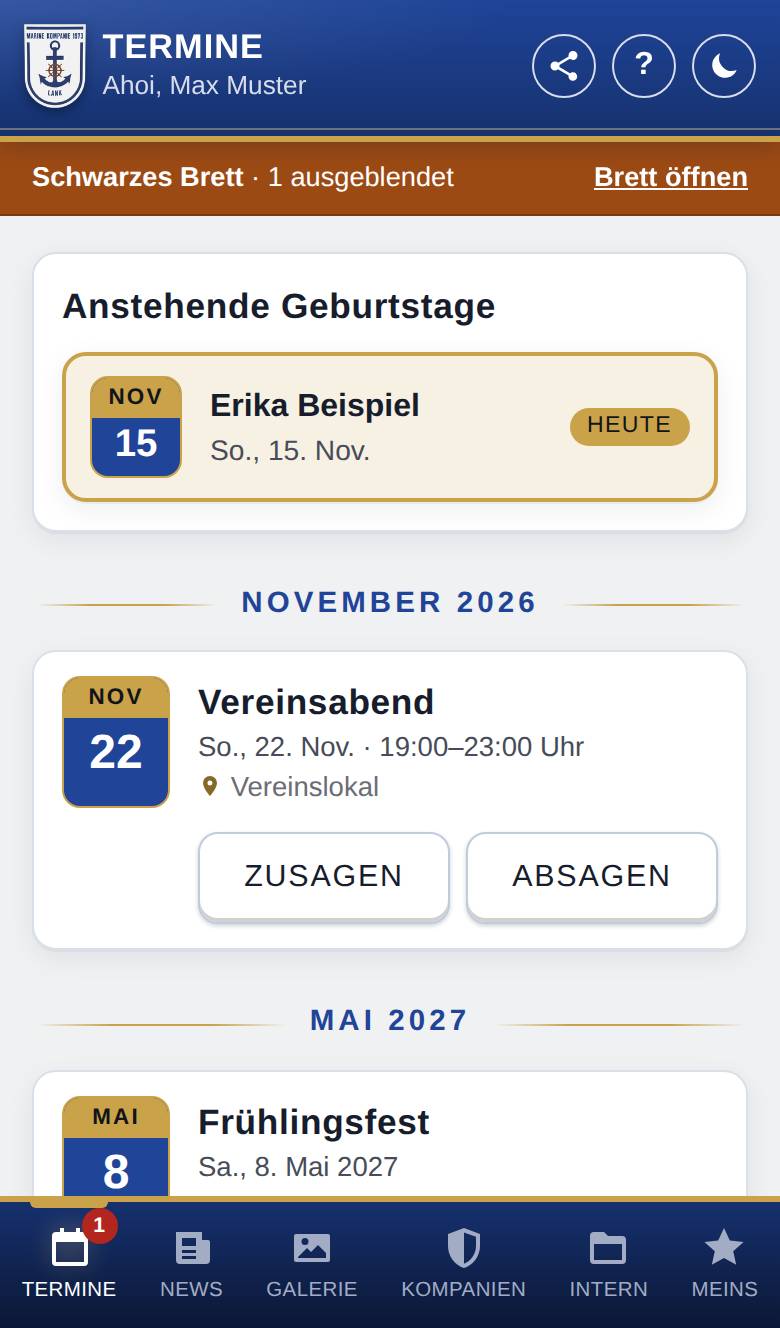 MARINE KOMPANIE 1973
LANK
TERMINE
Ahoi, Max Muster
?
Schwarzes Brett · 1 ausgeblendet
Brett öffnen
Anstehende Geburtstage
NOV
15
Erika Beispiel
So., 15. Nov.
HEUTE
NOVEMBER 2026
NOV
22
Vereinsabend
So., 22. Nov. · 19:00–23:00 Uhr
Vereinslokal
ZUSAGEN
ABSAGEN
MAI 2027
MAI
8
Frühlingsfest
Sa., 8. Mai 2027
1
TERMINE
NEWS
GALERIE
KOMPANIEN
INTERN
MEINS